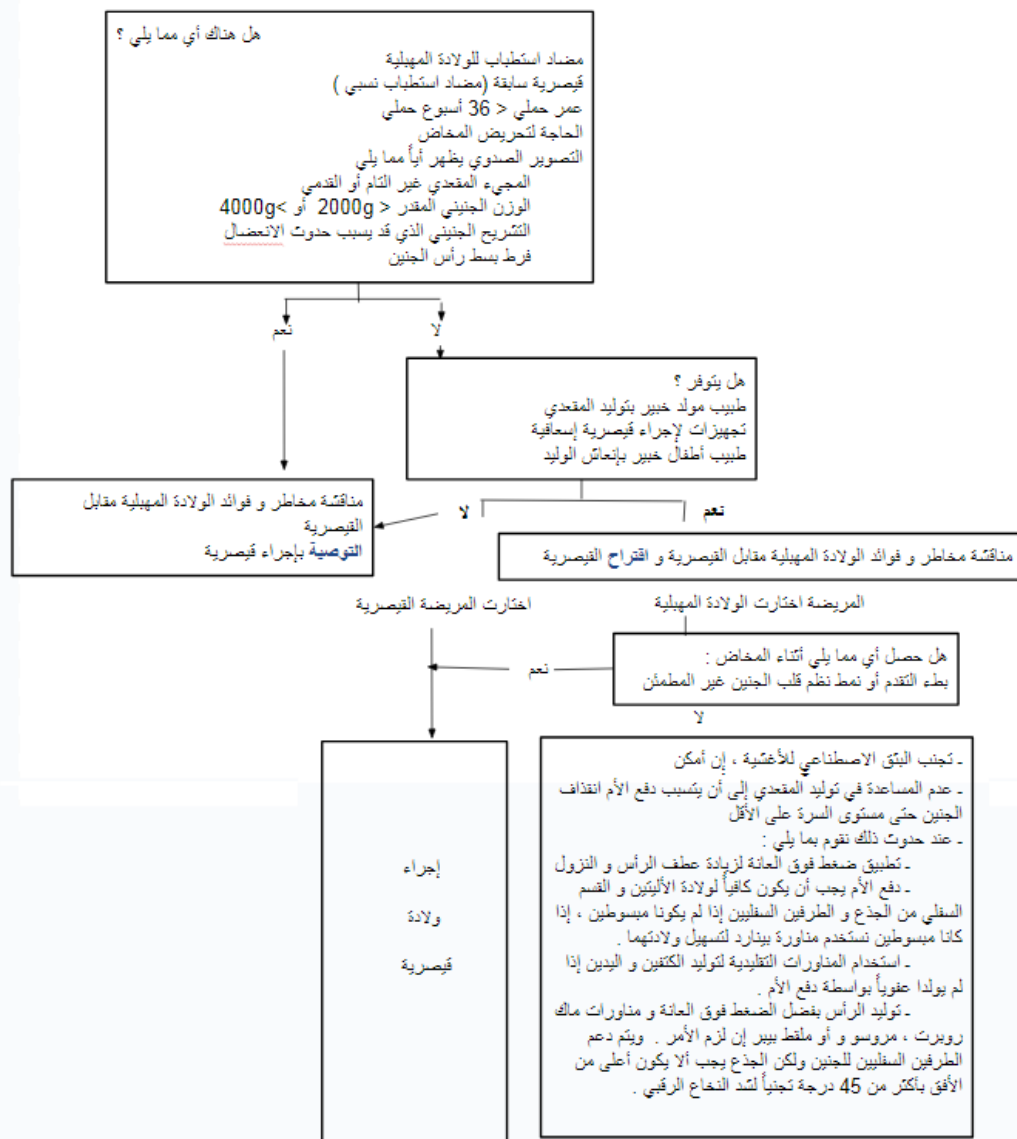 هل هناك أي مما يلي ؟
مضاد استطباب للولادة المهبلية
قيصرية سابقة (مضاد استطباب نسبي )
عمر حملي < 36 أسبوع حملي
الحاجة لتحريض المخاض
التصوير الصدوي يظهر أياً مما يلي
المجيء المقعدي غير التام أو القدمي
الوزن الجنيني المقدر < 2000g أو >4000g
التشريح الجنيني الذي قد يسبب حدوث الانعضال
فرط بسط رأس الجنين
لا
نعم
هل يتوفر ؟
طبيب مولد خبير بتوليد المقعدي
تجهيزات لإجراء قيصرية إسعافية
طبيب أطفال خبير بإنعاش الوليد
نعم
لا
مناقشة مخاطر و فوائد الولادة المهبلية مقابل
القيصرية
التوصية بإجراء قيصرية
مناقشة مخاطر و فوائد الولادة المهبلية مقابل القيصرية و اقتراح القيصرية
المريضة اختارت الولادة المهبلية
اختارت المريضة القيصرية
هل حصل أي مما يلي أثناء المخاض :
بطء التقدم أو نمط نظم قلب الجنين غير المطمئن
نعم
لا
ـ تجنب البثق الاصطناعي للأغشية ، إن أمكن
ـ عدم المساعدة في توليد المقعدي إلى أن يتسبب دفع الأم انقذاف
الجنين حتى مستوى السرة على الأقل
ـ عند حدوث ذلك نقوم بما يلي :
ـ تطبيق ضغط فوق العانة لزيادة عطف الرأس و النزول
ـ دفع الأم يجب أن يكون كافياً لولادة الأليتين و القسم
السفلي من الجذع و الطرفين السفليين إذا لم يكونا مبسوطين ، إذا
كانا مبسوطين نستخدم مناورة بينارد لتسهيل ولادتهما .
ـ استخدام المناورات التقليدية لتوليد الكتفين و اليدين إذا
لم يولدا عفوياً بواسطة دفع الأم .
ـ توليد الرأس بفضل الضغط فوق العانة و مناورات ماك
روبرت ، مروسو و أو ملقط بيبر إن لزم الأمر . ويتم دعم
الطرفين السفليين للجنين ولكن الجذع يجب ألا يكون أعلى من
الأفق بأكثر من 45 درجة تجنياً لشد النخاع الرقبي .
إجراء
ولادة
قيصرية